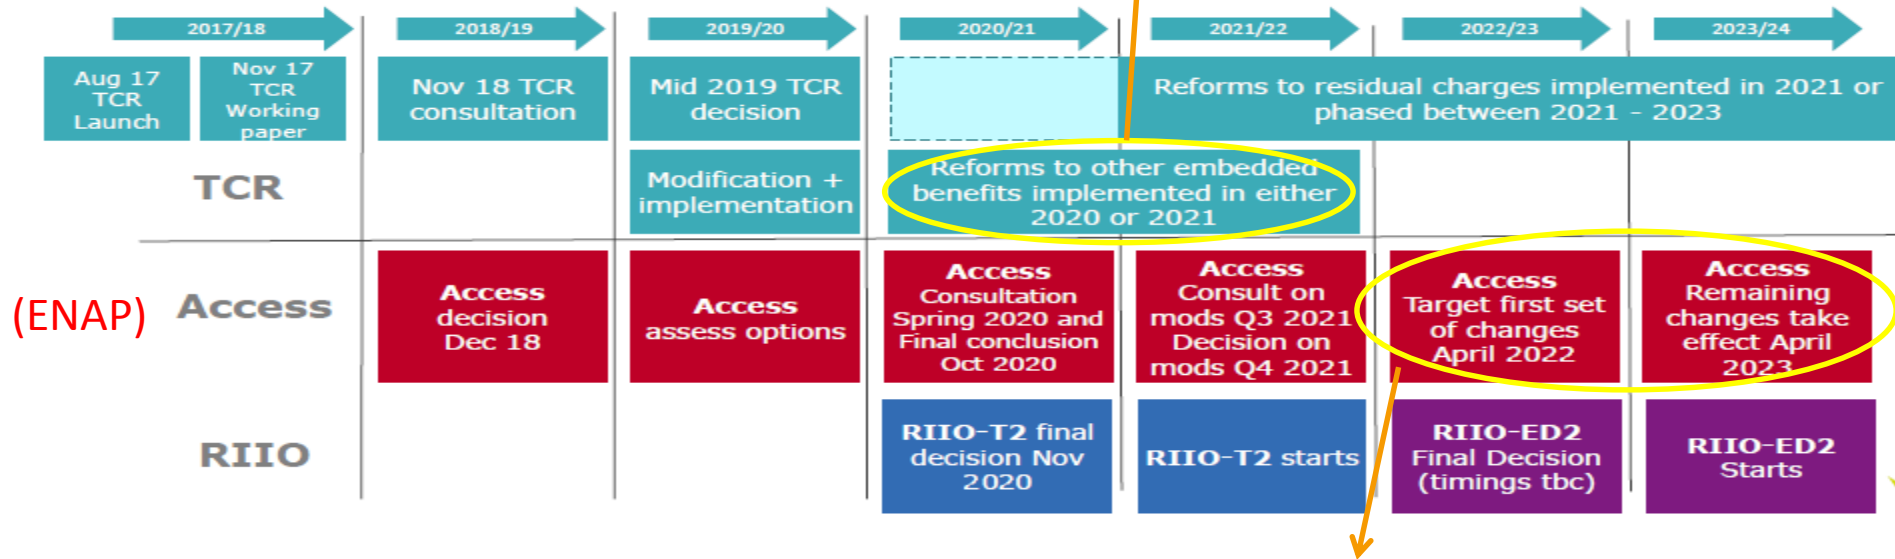 2017/18
2018/19
2019/20
2020/21
2021/22
2022/23
2023/24
Aug 17
TCR
Launch
Nov 17
TCR
Working
paper
Nov 18 TCR
consultation
Mid 2019 TCR
decision
Reforms to residual charges implemented in 2021 or
phased between 2021 - 2023
TCR
Modification +
implementation
Reforms to other embedded
benefits implemented in either
2020 or 2021
(ENAP)
Access
Access
decision
Dec 18
Access
assess options
Access
Consultation
Spring 2020 and
Final conclusion
Oct 2020
Access
Consult on
mods Q3 2021
Decision on
mods Q4 2021
Access
Target first set
of changes
April 2022
Access
Remaining
changes take
effect April
2023
RIIO
RIIO-T2 final
decision Nov
2020
RIIO-T2 starts
RIIO-ED2
Final Decision
(timings tbc)
RIIO-ED2
Starts